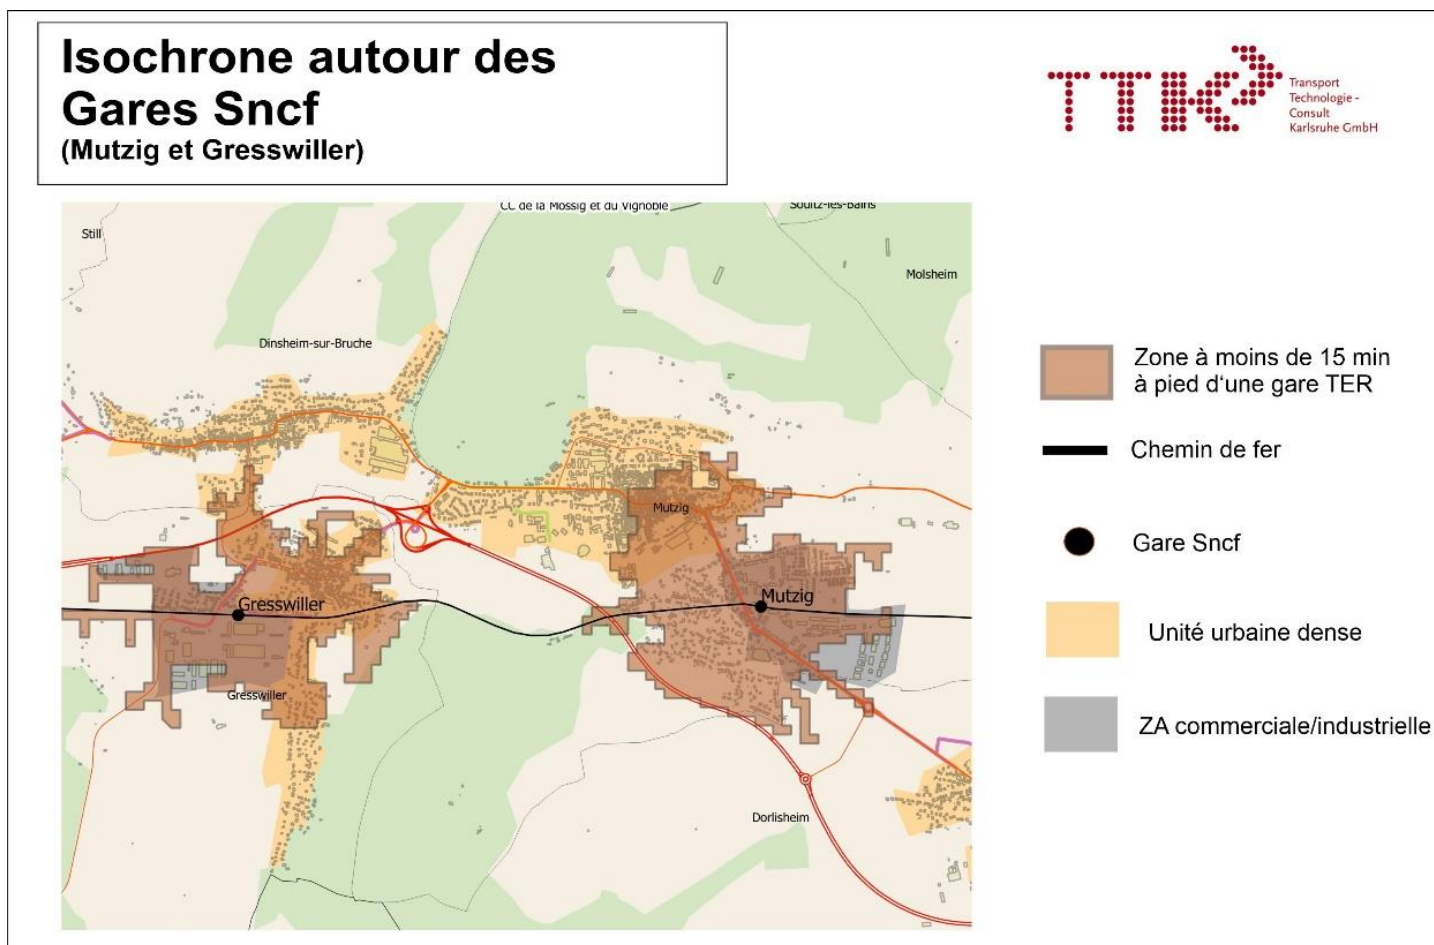 Isochrone autour des
Gares Sncf
(Mutzig et Gresswiller)
TTK
Transport
Technologie -
Consult
Karlsruhe GmbH
CC de la Mossig et du Vignoble
Soultz-les-Bains
Still
Molsheim
Dinsheim-sur-Bruche
Mutzig
Gresswiller
Mutzig
Gresswiller
Dorlisheim
Zone à moins de 15 min
à pied d'une gare TER
Chemin de fer
Gare Sncf
Unité urbaine dense
ZA commerciale/industrielle